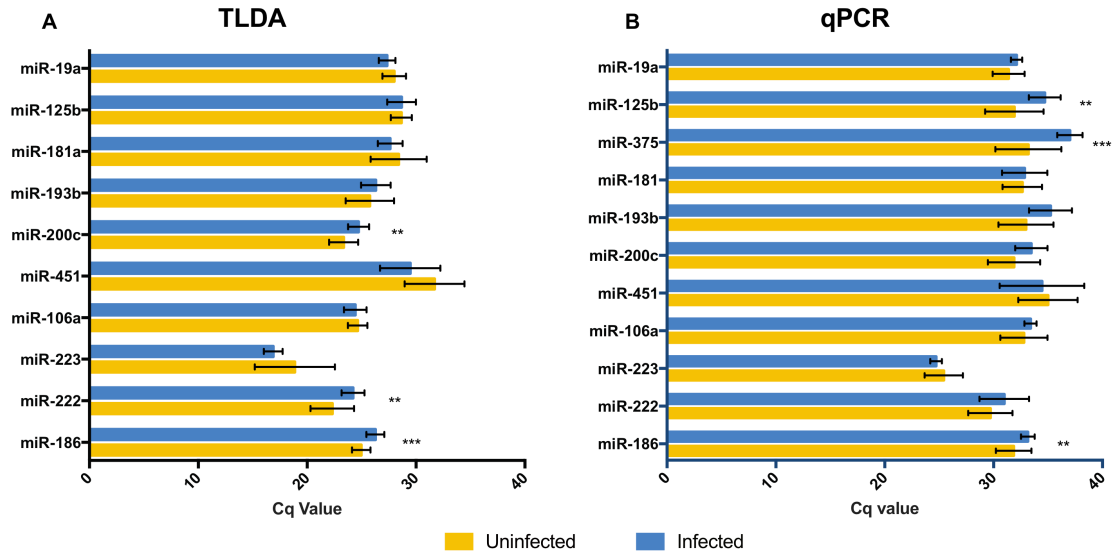 A TLDA
miR-19a
miR-125b
miR-181a
miR-193b
miR-200c
**
miR-451
miR-106a
miR-223
miR-222
**
miR-186
***
0 10 20 30 40
Cq Value
B qPCR
miR-19a
miR-125b
**
miR-375
***
miR-181
miR-193b
miR-200c
miR-451
miR-106a
miR-223
miR-222
miR-186
**
0 10 20 30 40
Cq value
Uninfected Infected